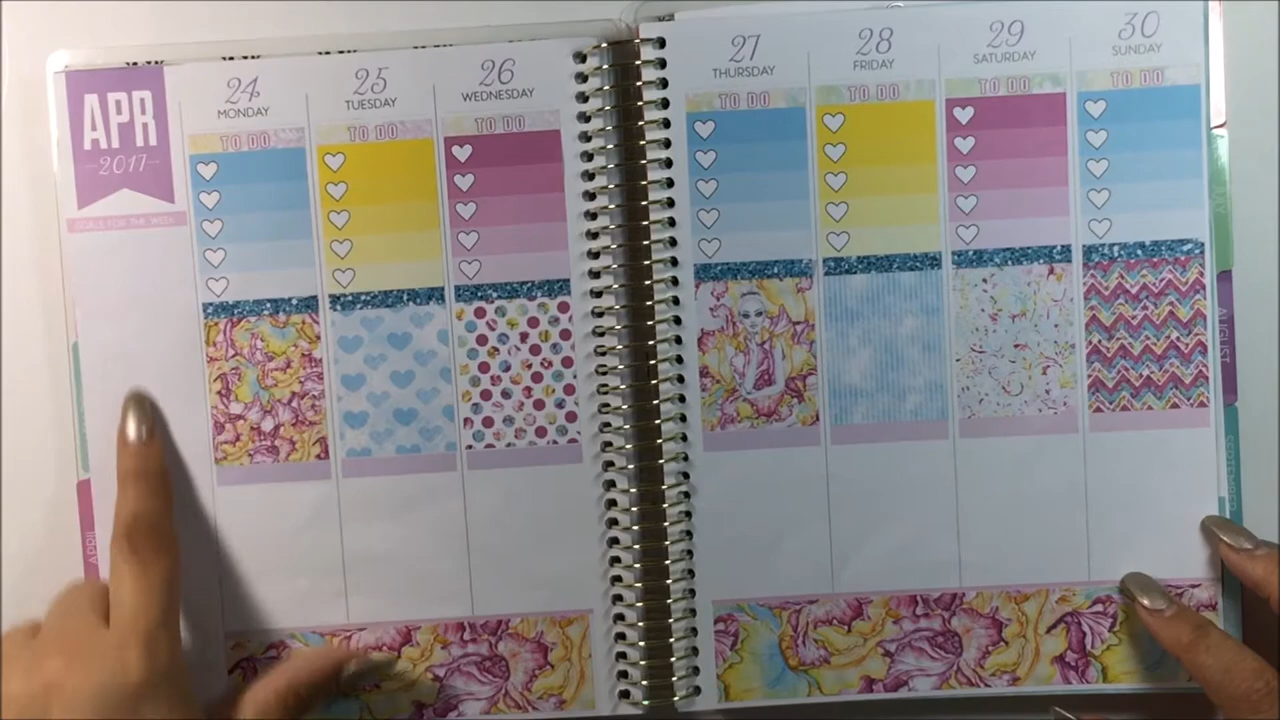 APR
2017
GOALS FOR THE WEEK
24
MONDAY
TO DO
25
TUESDAY
TO DO
26
WEDNESDAY
TO DO
27
THURSDAY
TO DO
28
FRIDAY
TO DO
29
SATURDAY
TO DO
30
SUNDAY
TO DO
APRIL
JULY
AUGUST
SEPTEMBER